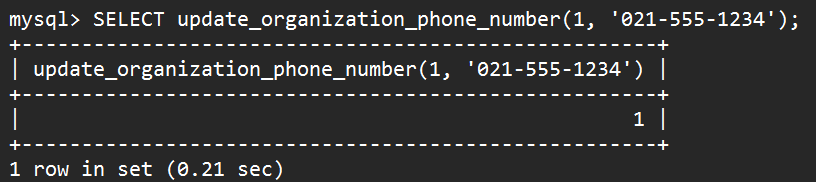 mysql> SELECT update_organization_phone_number(1, '021-555-1234');
+-----------------------------------------------------+
| update_organization_phone_number(1, '021-555-1234') |
+-----------------------------------------------------+
|                                                   1 |
+-----------------------------------------------------+
1 row in set (0.21 sec)